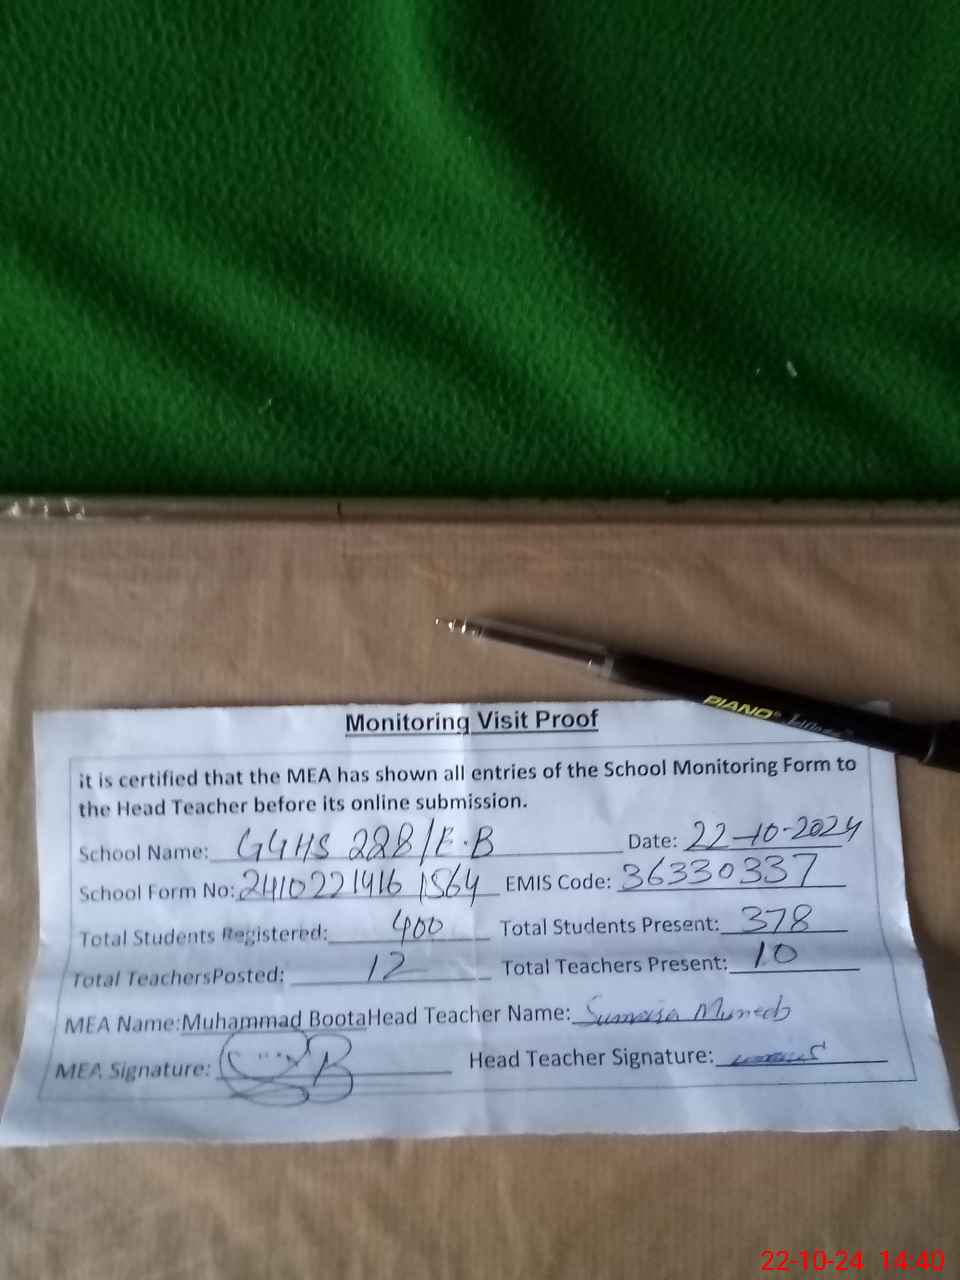 PIANO
Monitoring Visit Proof
it is certified that the MEA has shown all entries of the School Monitoring Form to
the Head Teacher before its online submission.
School Name: GGHS 288/E.B Date: 22-10-2024
School Form No: 2410221416 1564 EMIS Code: 36330337
Total Students Registered: 400 Total Students Present: 378
Total TeachersPosted: 12 Total Teachers Present: 10
MEA Name:Muhammad BootaHead Teacher Name:
MEA Signature: Head Teacher Signature:
22-10-24 14:40